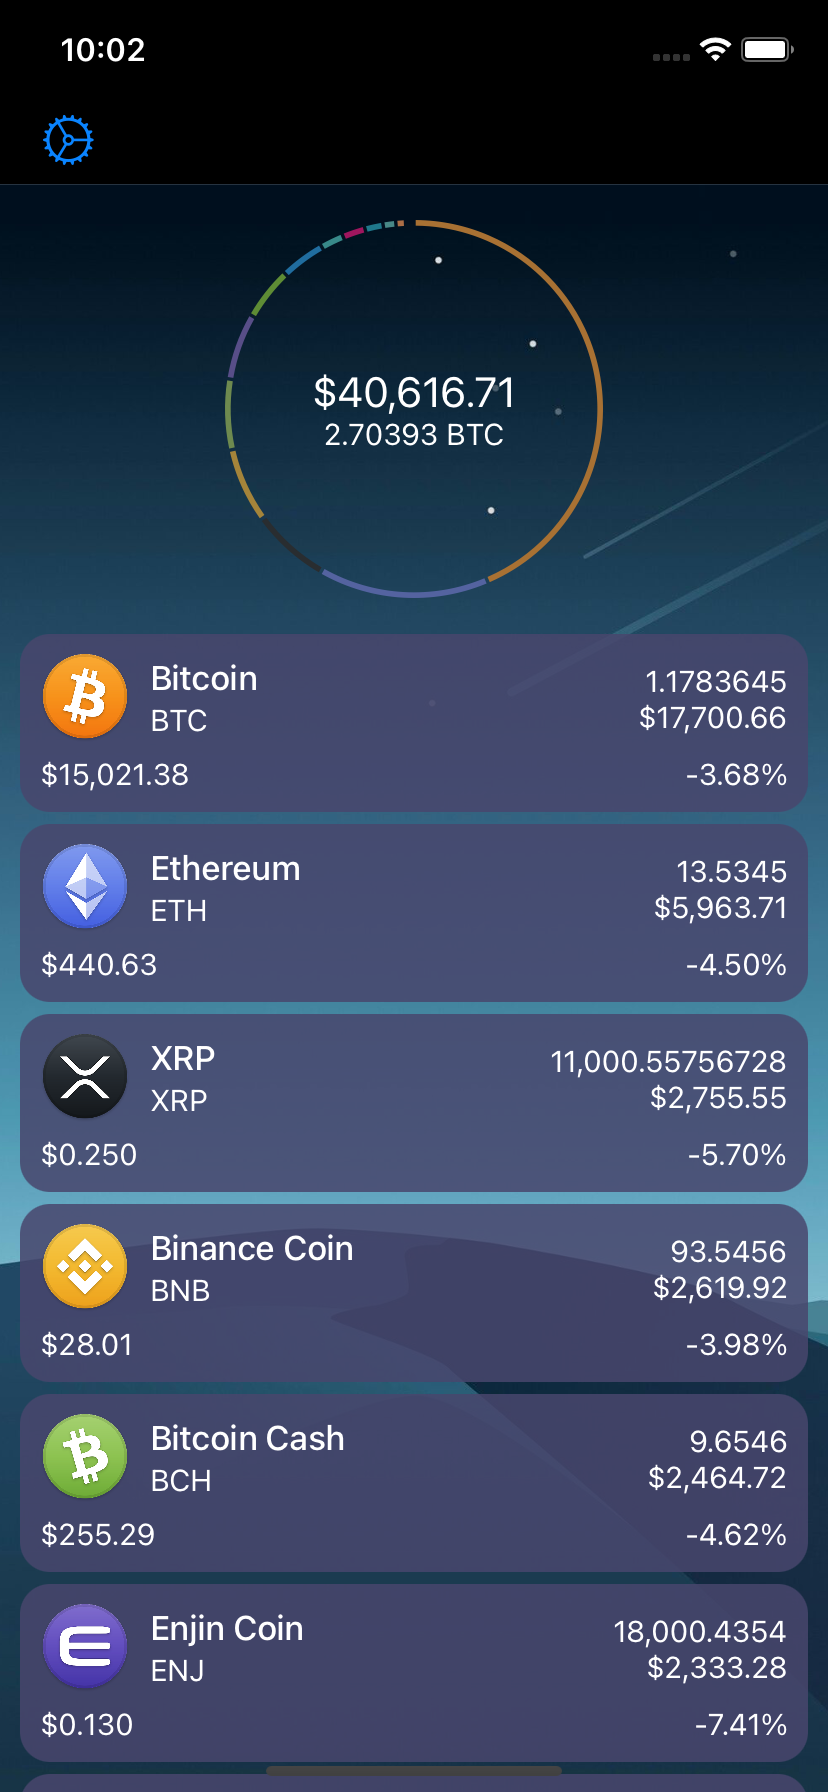 10:02
$40,616.71
2.70393 BTC
Bitcoin
1.1783645
BTC
$17,700.66
$15,021.38
-3.68%
Ethereum
13.5345
ETH
$5,963.71
$440.63
-4.50%
XRP
11,000.55756728
XRP
$2,755.55
$0.250
-5.70%
Binance Coin
93.5456
BNB
$2,619.92
$28.01
-3.98%
Bitcoin Cash
9.6546
BCH
$2,464.72
$255.29
-4.62%
Enjin Coin
18,000.4354
ENJ
$2,333.28
$0.130
-7.41%